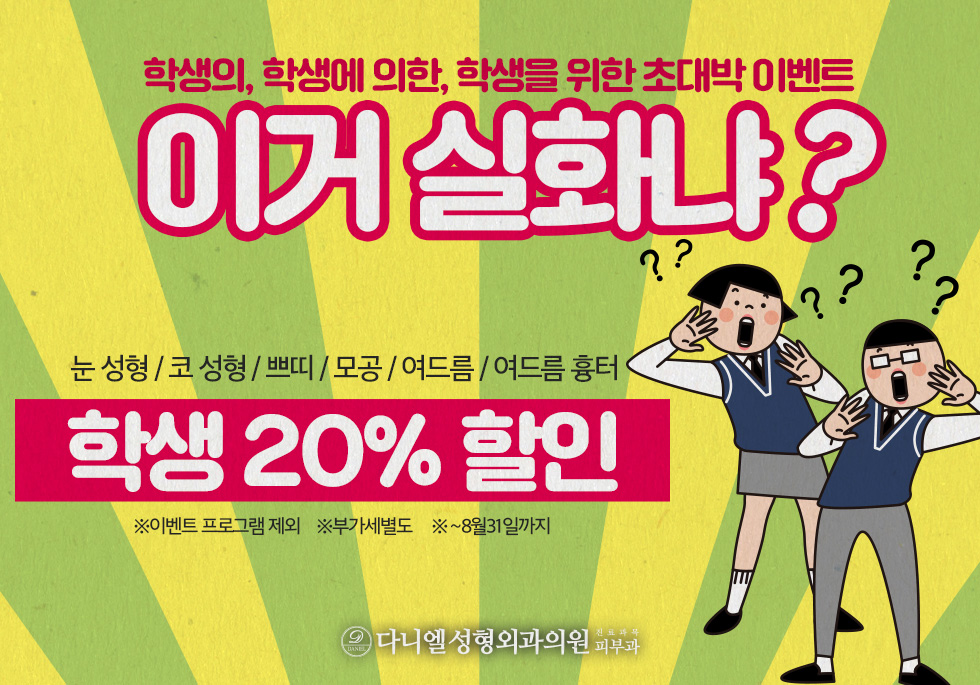 학생의, 학생에 의한, 학생을 위한 초대박 이벤트
이거 실화냐?
? ? ? ? ? ?
눈 성형 / 코 성형 / 쁘띠 / 모공 / 여드름 / 여드름 흉터
학생 20% 할인
※이벤트 프로그램 제외 ※부가세별도 ※ ~8월31일까지
다니엘성형외과의원 진료과목 피부과